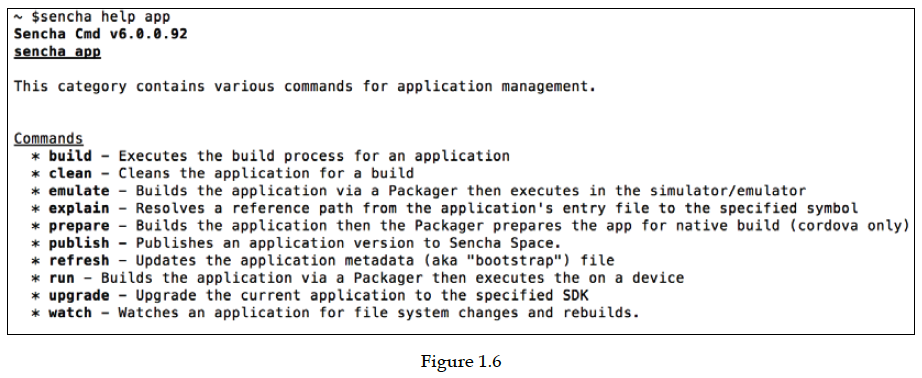 ~ $sencha help app
Sencha Cmd v6.0.0.92
sencha app
This category contains various commands for application management.
Commands
* build – Executes the build process for an application
* clean – Cleans the application for a build
* emulate – Builds the application via a Packager then executes in the simulator/emulator
* explain – Resolves a reference path from the application's entry file to the specified symbol
* prepare – Builds the application then the Packager prepares the app for native build (cordova only)
* publish – Publishes an application version to Sencha Space.
* refresh – Updates the application metadata (aka "bootstrap") file
* run – Builds the application via a Packager then executes the on a device
* upgrade – Upgrade the current application to the specified SDK
* watch – Watches an application for file system changes and rebuilds.
Figure 1.6